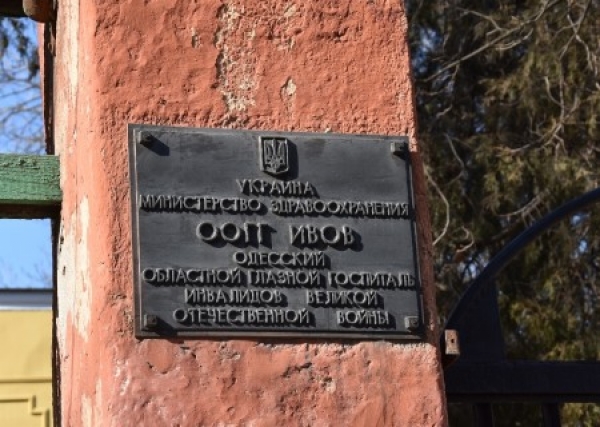 УКРАИНА
МИНИСТЕРСТВО ЗДРАВООХРАНЕНИЯ
ООГГ ИВОВ
ОДЕССКИЙ
ОБЛАСТНОЙ ГЛАЗНОЙ ГОСПИТАЛЬ
ИНВАЛИДОВ ВЕЛИКОЙ
ОТЕЧЕСТВЕННОЙ ВОЙНЫ